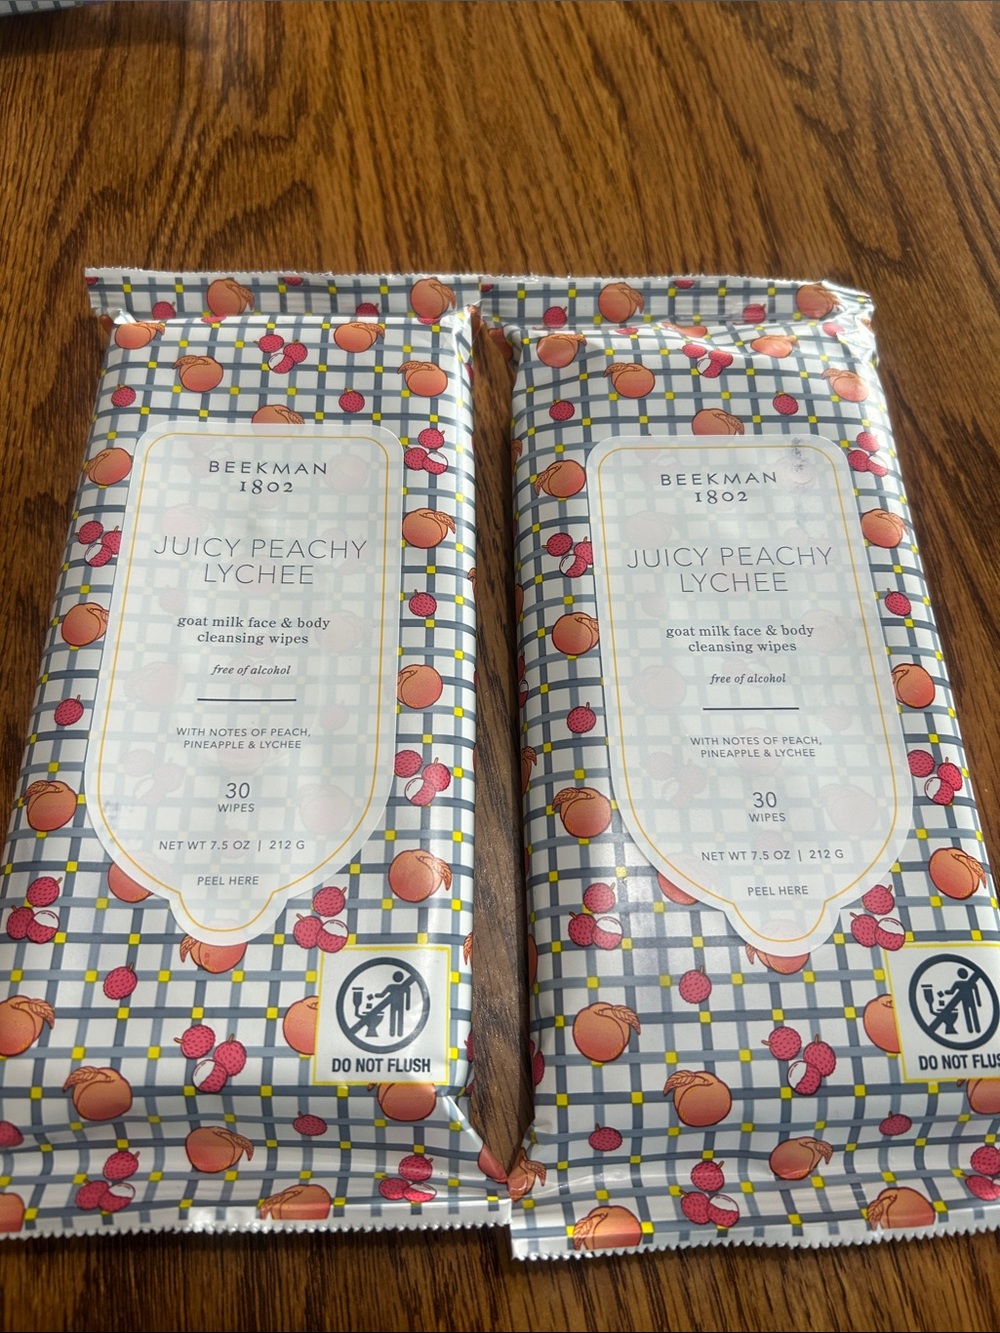 BEEKMAN
1802
JUICY PEACHY
LYCHEE
goat milk face & body
cleansing wipes
free of alcohol
WITH NOTES OF PEACH,
PINEAPPLE & LYCHEE
30
WIPES
NET WT 7.5 OZ | 212 G
PEEL HERE
DO NOT FLUSH
BEEKMAN
1802
JUICY PEACHY
LYCHEE
goat milk face & body
cleansing wipes
free of alcohol
WITH NOTES OF PEACH,
PINEAPPLE & LYCHEE
30
WIPES
NET WT 7.5 OZ | 212 G
PEEL HERE
DO NOT FLUS